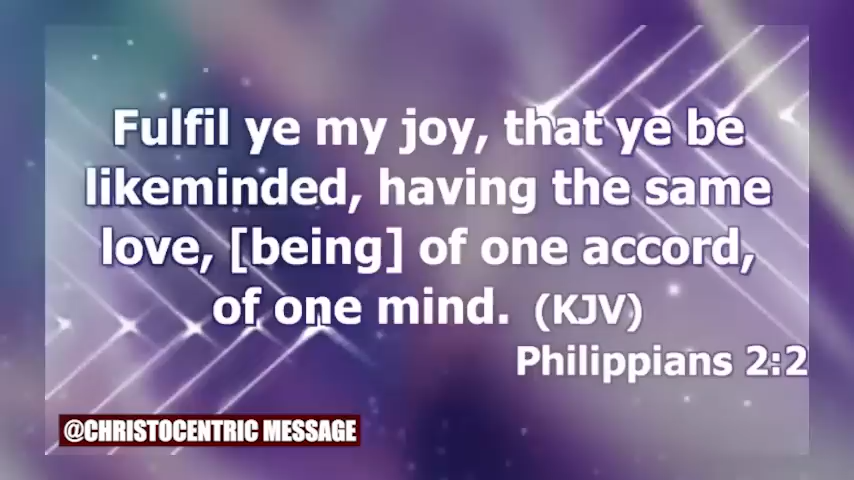 Fulfil ye my joy, that ye be
likeminded, having the same
love, [being] of one accord,
of one mind. (KJV)
Philippians 2:2
@CHRISTOCENTRIC MESSAGE